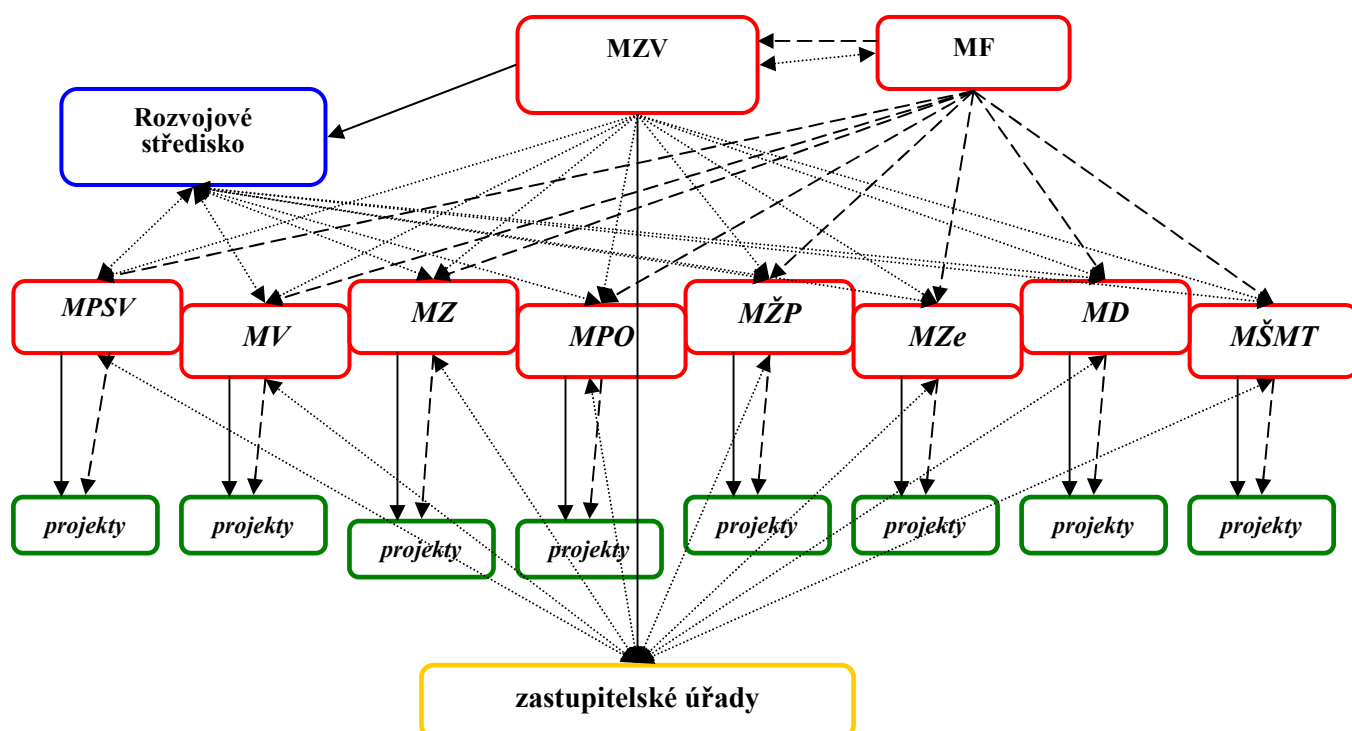 MZV
MF
Rozvojové
středisko
MPSV
MV
MZ
MPO
MŽP
MZe
MD
MŠMT
projekty
projekty
projekty
projekty
projekty
projekty
projekty
projekty
zastupitelské úřady